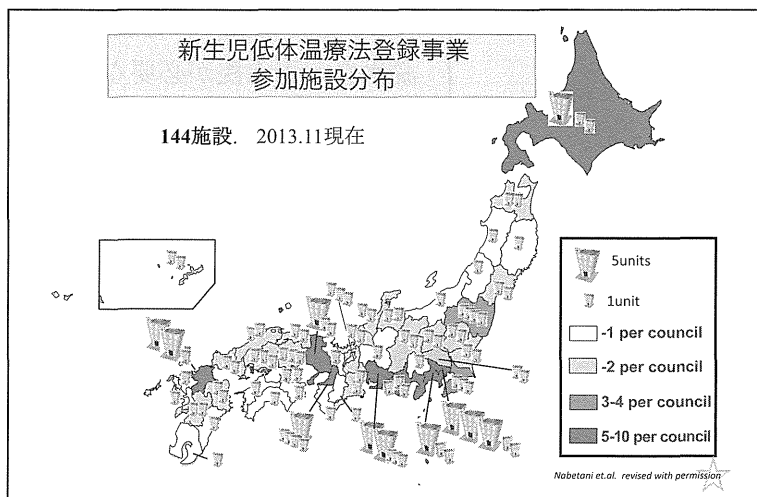 新生児低体温療法登録事業
参加施設分布
144施設. 2013.11現在
5units
1unit
-1 per council
-2 per council
3-4 per council
5-10 per council
Nabetani et.al. revised with permission